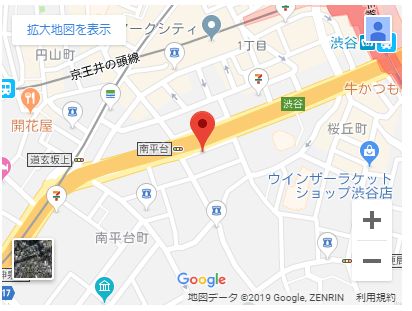 拡大地図を表示
アークシティ
1丁目
渋谷
円山町
京王井の頭線
牛かつも
開花屋
渋谷
桜丘町
南平台
道玄坂上
ウインザーラケット
ショップ渋谷店
南平台町
+
−
Google
地図データ ©2019 Google, ZENRIN 利用規約